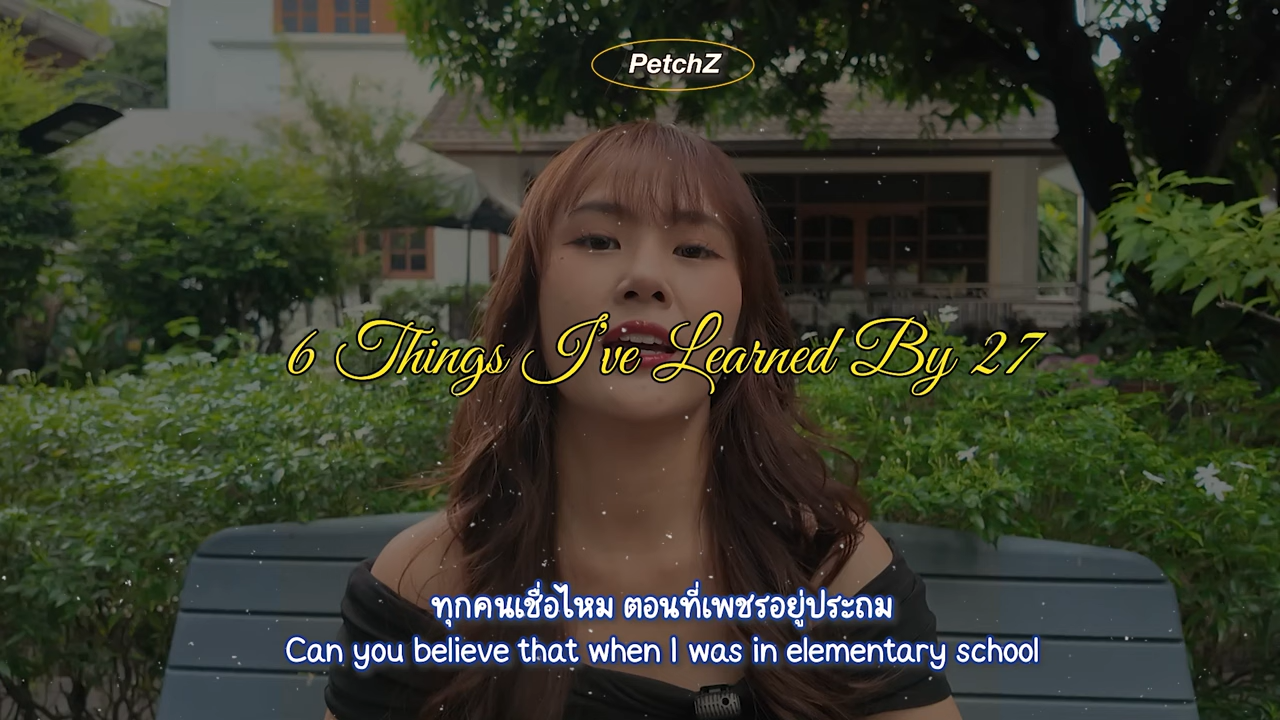 PetchZ
6 Things I've Learned By 27
ทุกคนเชื่อไหม ตอนที่เพชรอยู่ประถม
Can you believe that when I was in elementary school